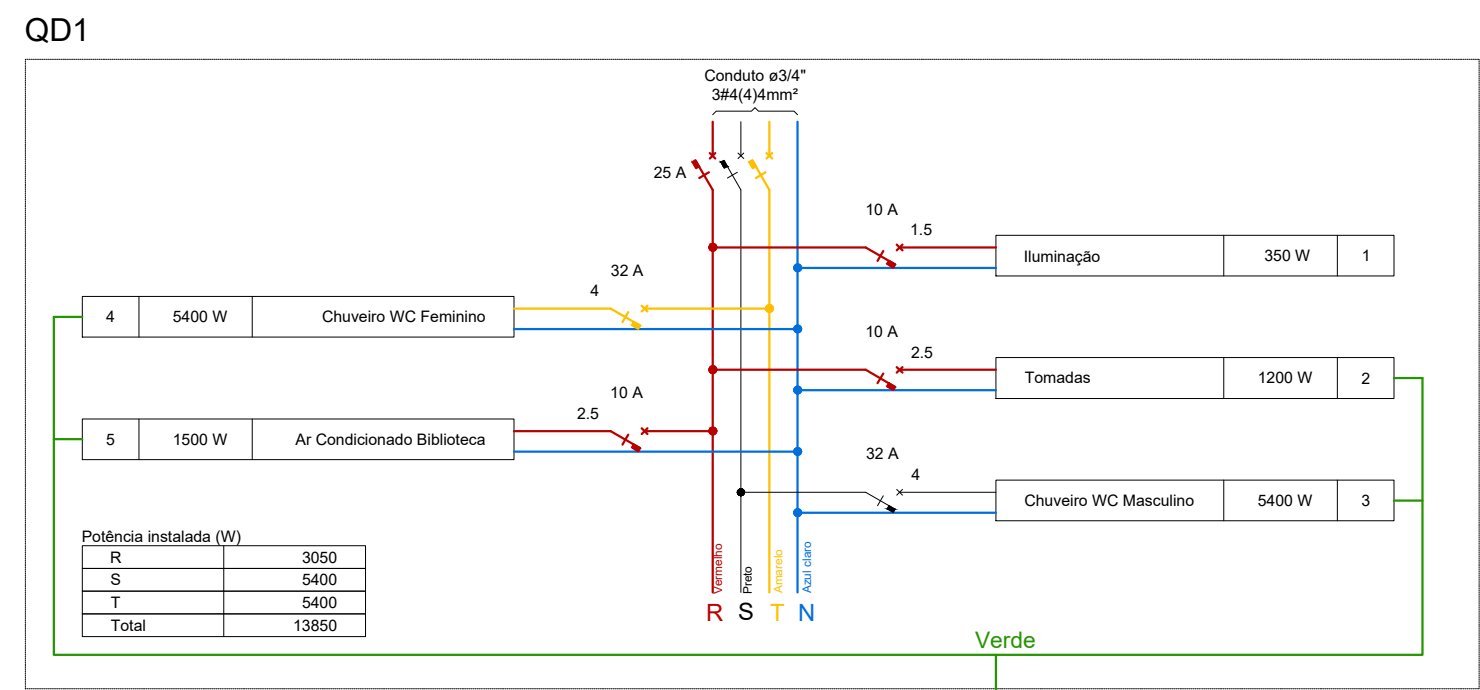 QD1
Conduto ø3/4"
3#4(4)4mm²
25 A
10 A
1.5
Iluminação 350 W 1
32 A
4
4 5400 W Chuveiro WC Feminino
10 A
2.5
Tomadas 1200 W 2
10 A
2.5
5 1500 W Ar Condicionado Biblioteca
32 A
4
Chuveiro WC Masculino 5400 W 3
Potência instalada (W)
R 3050
S 5400
T 5400
Total 13850
Vermelho
Preto
Amarelo
Azul claro
R S T N
Verde